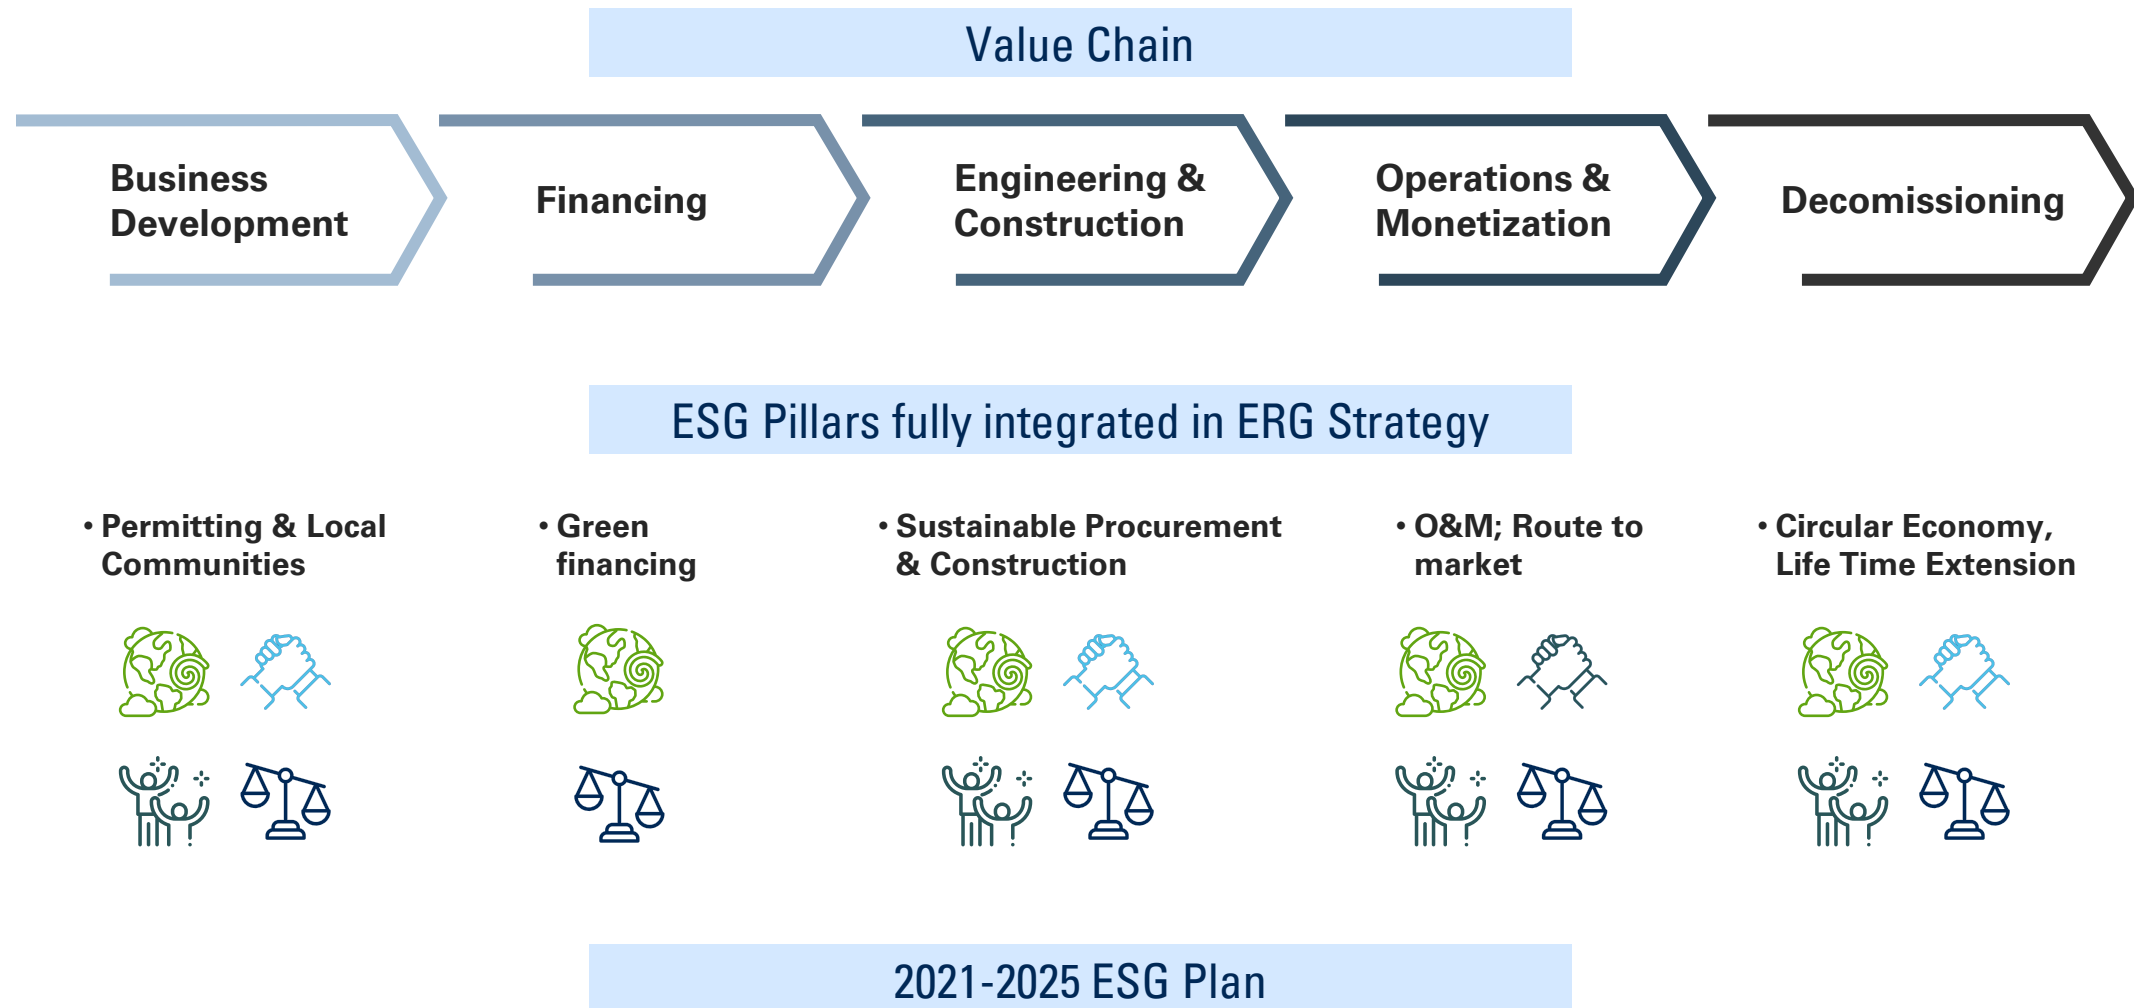 Value Chain
Business
Development
Financing
Engineering &
Construction
Operations &
Monetization
Decomissioning
ESG Pillars fully integrated in ERG Strategy
• Permitting & Local
Communities
• Green
financing
• Sustainable Procurement
& Construction
• O&M; Route to
market
• Circular Economy,
Life Time Extension
2021-2025 ESG Plan